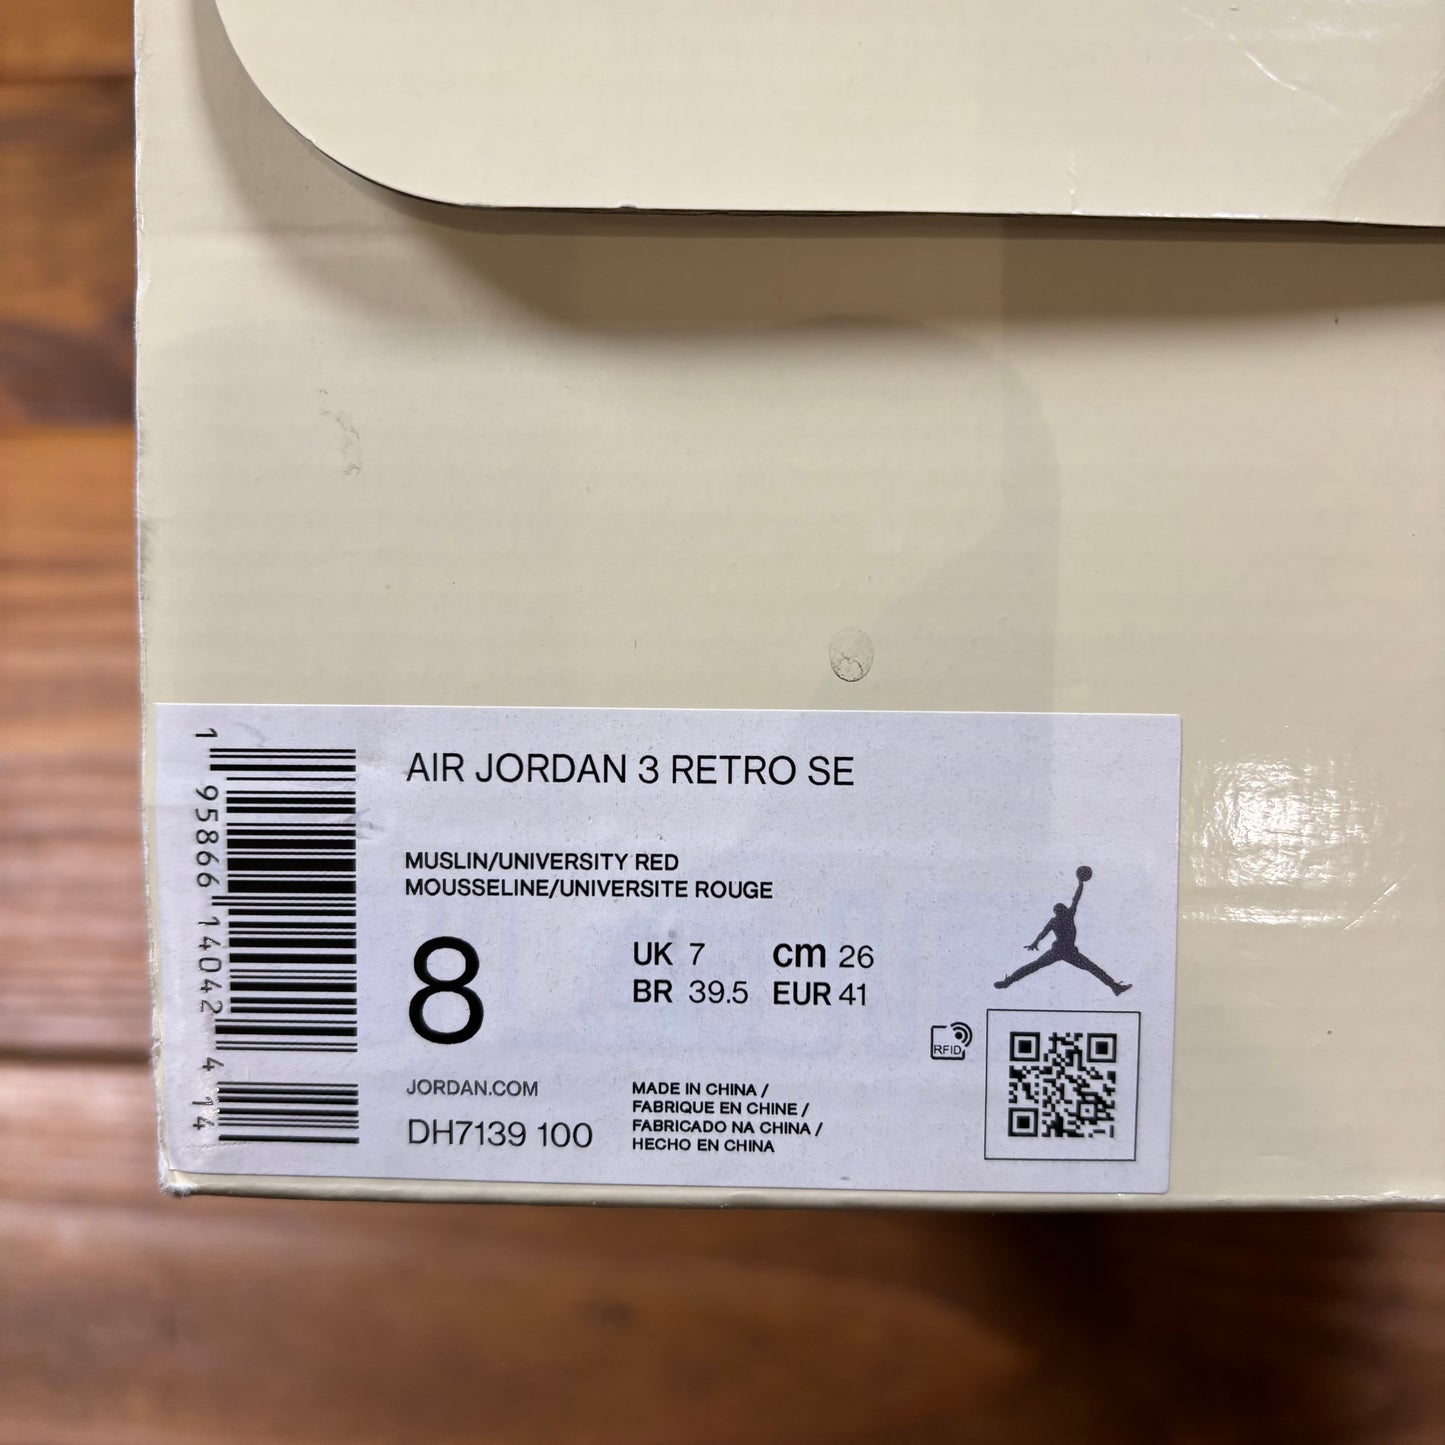 1 95866 14042 4 14
AIR JORDAN 3 RETRO SE
MUSLIN/UNIVERSITY RED
MOUSSELINE/UNIVERSITE ROUGE
8
UK 7 cm 26
BR 39.5 EUR 41
RFID
JORDAN.COM
DH7139 100
MADE IN CHINA /
FABRIQUE EN CHINE /
FABRICADO NA CHINA /
HECHO EN CHINA